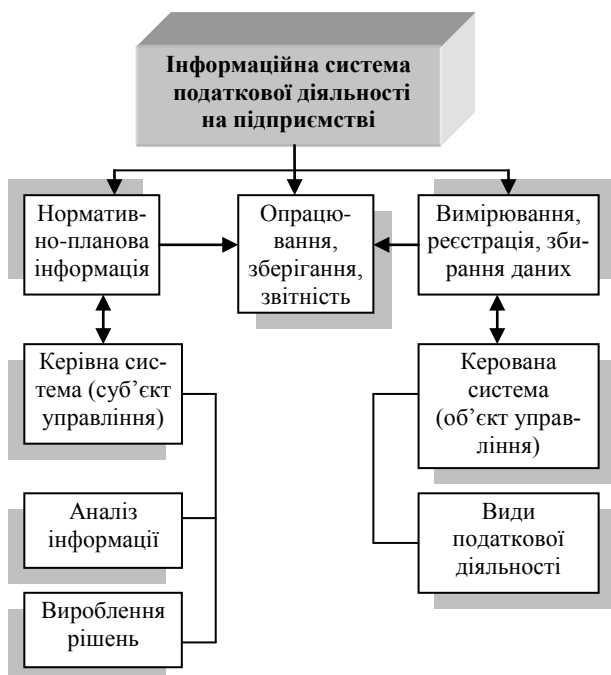 Інформаційна система
податкової діяльності
на підприємстві
Норматив-
но-планова
інформація
Опрацю-
вання,
зберігання,
звітність
Вимірювання,
реєстрація, зби-
рання даних
Керівна сис-
тема (суб’єкт
управління)
Керована
система
(об’єкт управ-
ління)
Аналіз
інформації
Види
податкової
діяльності
Вироблення
рішень